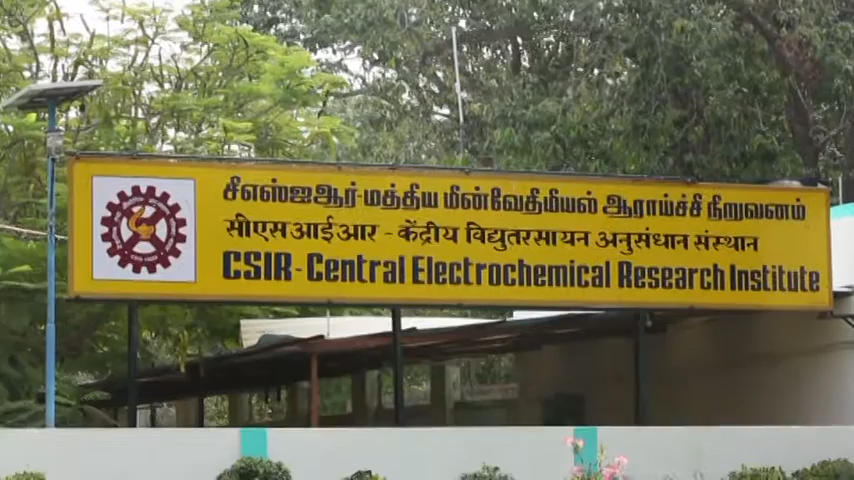 சிஎஸ்ஐஆர்-மத்திய மின்வேதியியல் ஆராய்ச்சி நிறுவனம்
सीएसआईआर -केंद्रीय विद्युतरसायन अनुसंधान संस्थान
CSIR-Central Electrochemical Research Institute